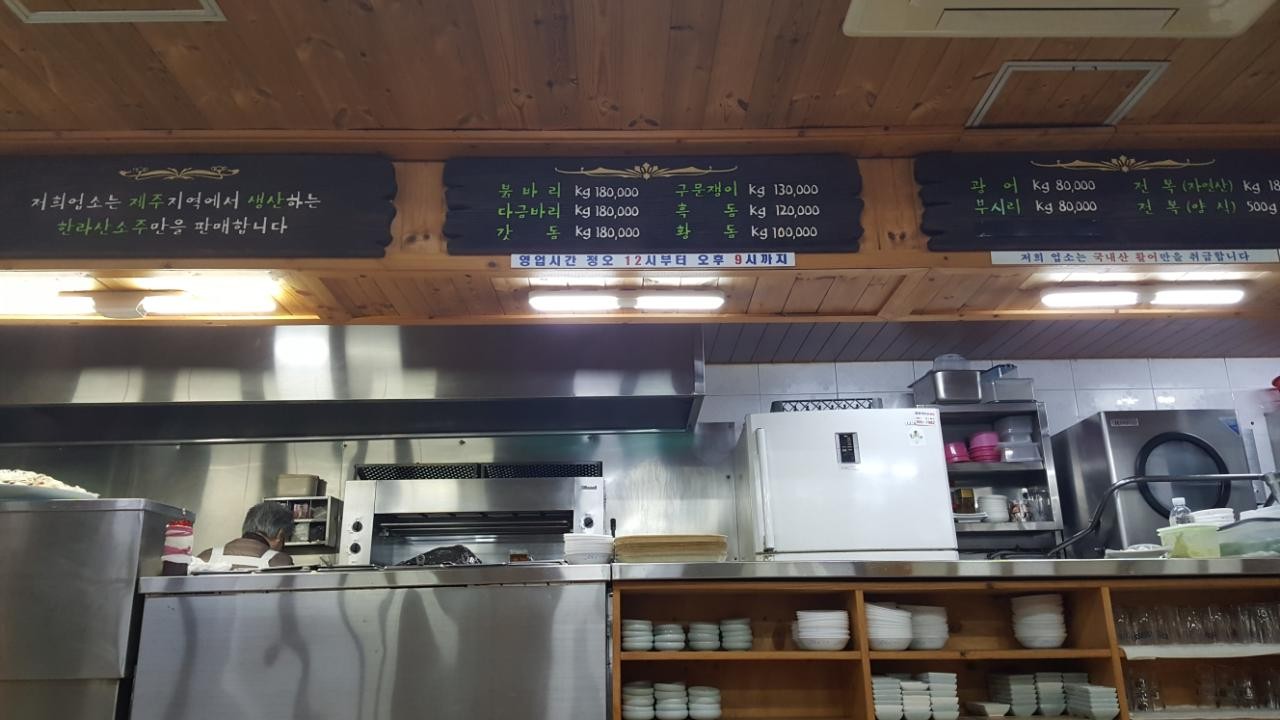 저희업소는 제주지역에서 생산하는
한라산소주만을 판매합니다
붉바리 Kg 180,000 구문쟁이 Kg 130,000
다금바리 Kg 180,000 흑돔 Kg 120,000
갓돔 Kg 180,000 황돔 Kg 100,000
영업시간 정오 12시부터 오후 9시까지
광어 Kg 80,000 전복(자연산) Kg 18
부시리 Kg 80,000 전복(양식) 500g
저희 업소는 국내산 활어만을 취급합니다